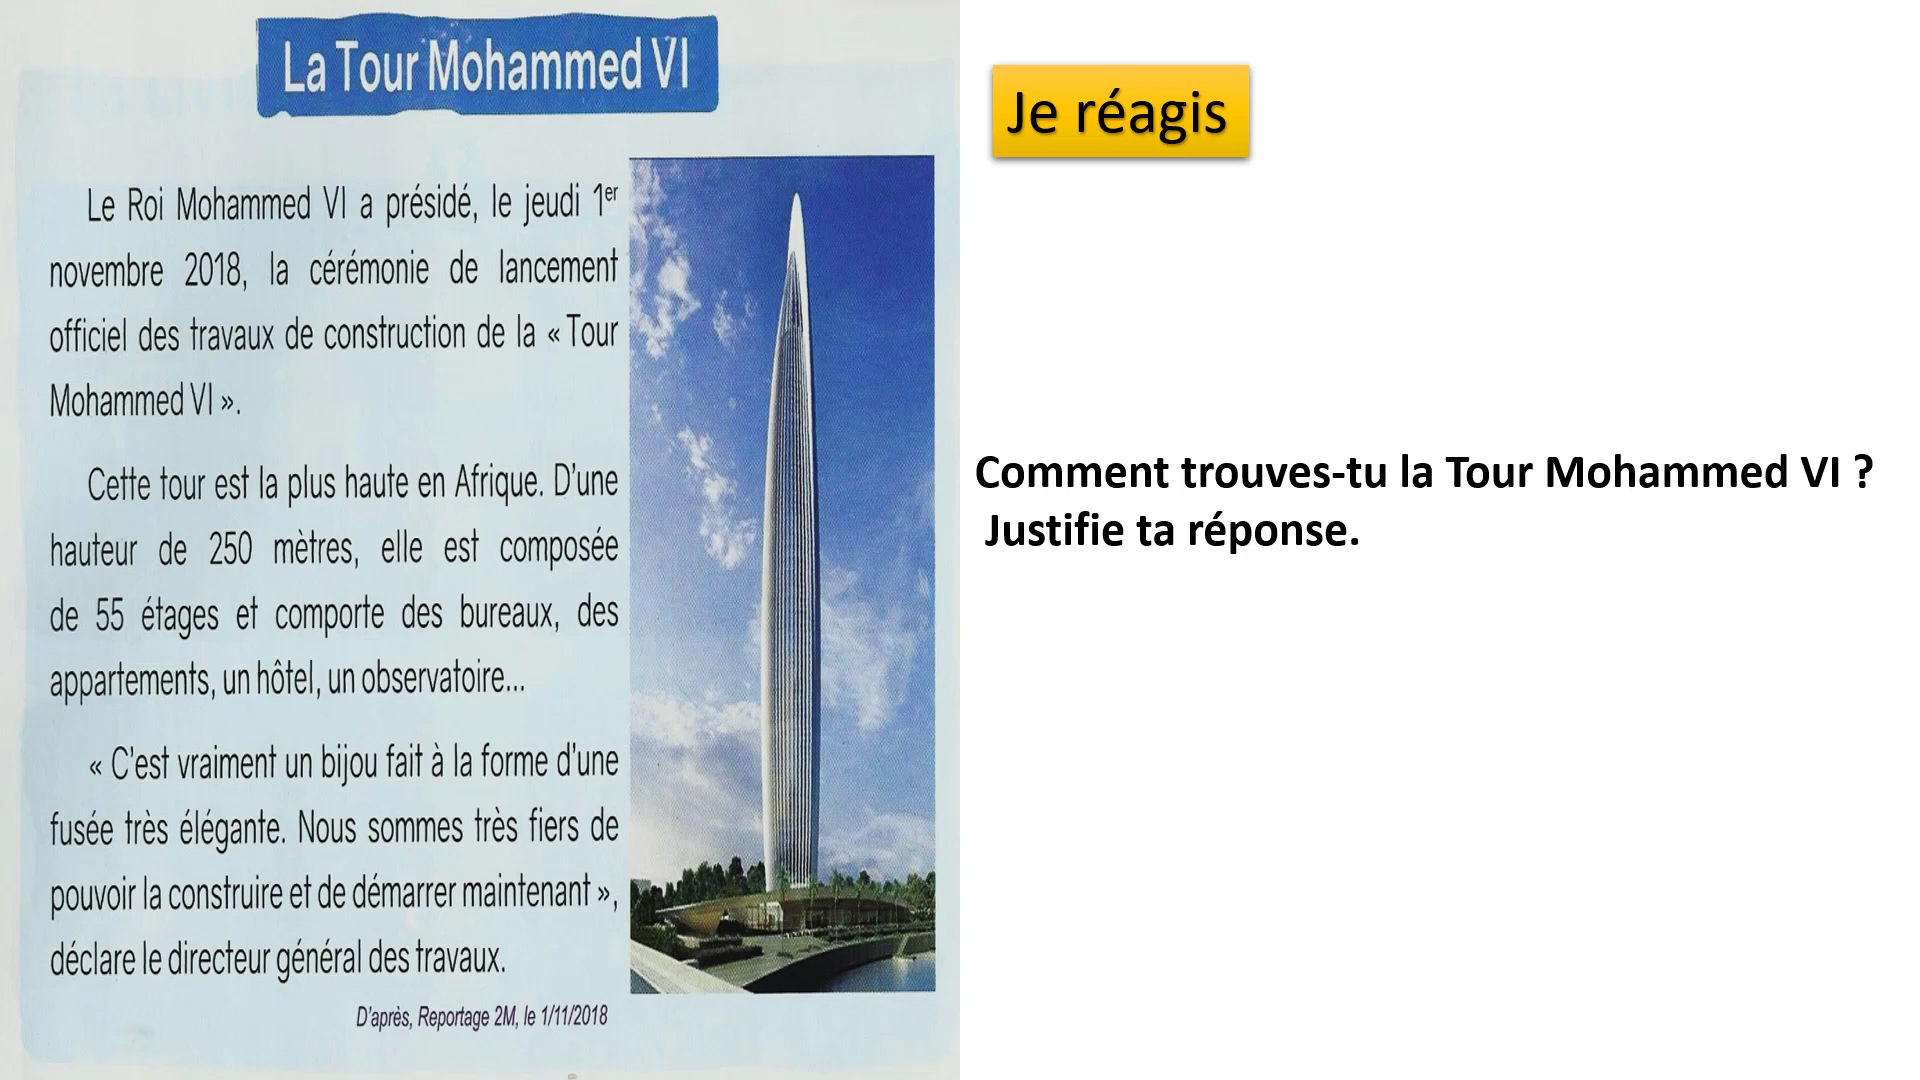 La Tour Mohammed VI
Le Roi Mohammed VI a présidé, le jeudi 1er
novembre 2018, la cérémonie de lancement
officiel des travaux de construction de la « Tour
Mohammed VI ».
Cette tour est la plus haute en Afrique. D'une
hauteur de 250 mètres, elle est composée
de 55 étages et comporte des bureaux, des
appartements, un hôtel, un observatoire...
« C'est vraiment un bijou fait à la forme d'une
fusée très élégante. Nous sommes très fiers de
pouvoir la construire et de démarrer maintenant »,
déclare le directeur général des travaux.
D'après, Reportage 2M, le 1/11/2018
Je réagis
Comment trouves-tu la Tour Mohammed VI ?
Justifie ta réponse.